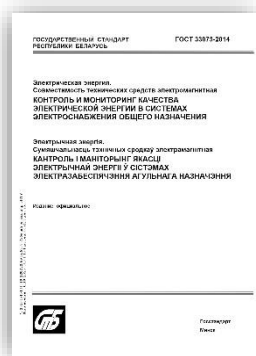 ГОСУДАРСТВЕННЫЙ СТАНДАРТ
РЕСПУБЛИКИ БЕЛАРУСЬ
ГОСТ 33073-2014
Электрическая энергия.
Совместимость технических средств электромагнитная
КОНТРОЛЬ И МОНИТОРИНГ КАЧЕСТВА
ЭЛЕКТРИЧЕСКОЙ ЭНЕРГИИ В СИСТЕМАХ
ЭЛЕКТРОСНАБЖЕНИЯ ОБЩЕГО НАЗНАЧЕНИЯ
Электрычная энергія.
Сумяшчальнасць тэхнічных сродкаў электрамагнітная
КАНТРОЛЬ І МАНІТОРЫНГ ЯКАСЦІ
ЭЛЕКТРЫЧНАЙ ЭНЕРГІІ Ў СІСТЭМАХ
ЭЛЕКТРАЗАБЕСПЯЧЭННЯ АГУЛЬНАГА НАЗНАЧЭННЯ
Издание официальное
Госстандарт
Минск